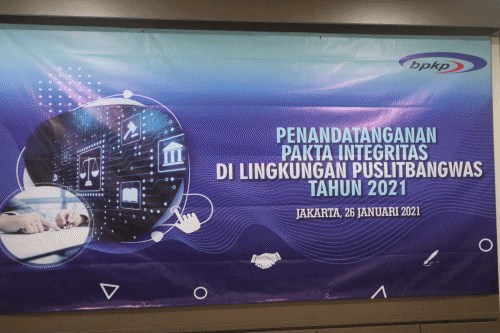 bpkp
PENANDATANGANAN
PAKTA INTEGRITAS
DI LINGKUNGAN PUSLITBANGWAS
TAHUN 2021
JAKARTA, 26 JANUARI 2021